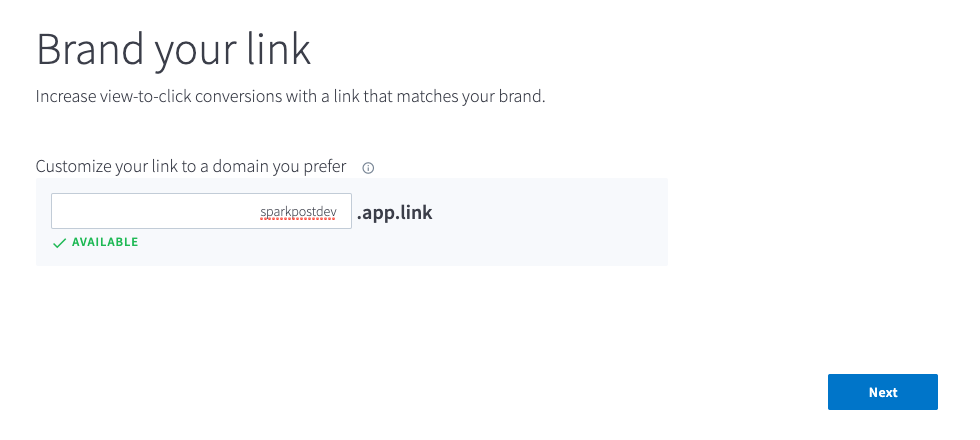 Brand your link
Increase view-to-click conversions with a link that matches your brand.
Customize your link to a domain you prefer
sparkpostdev .app.link
AVAILABLE
Next